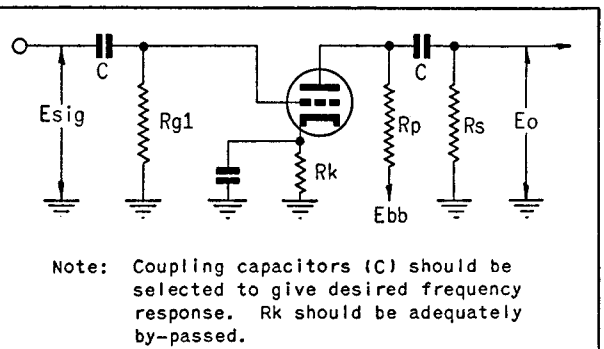 C
C
Esig
Rg1
Rp
Rs
Eo
Rk
Ebb
Note: Coupling capacitors (C) should be
selected to give desired frequency
response. Rk should be adequately
by-passed.